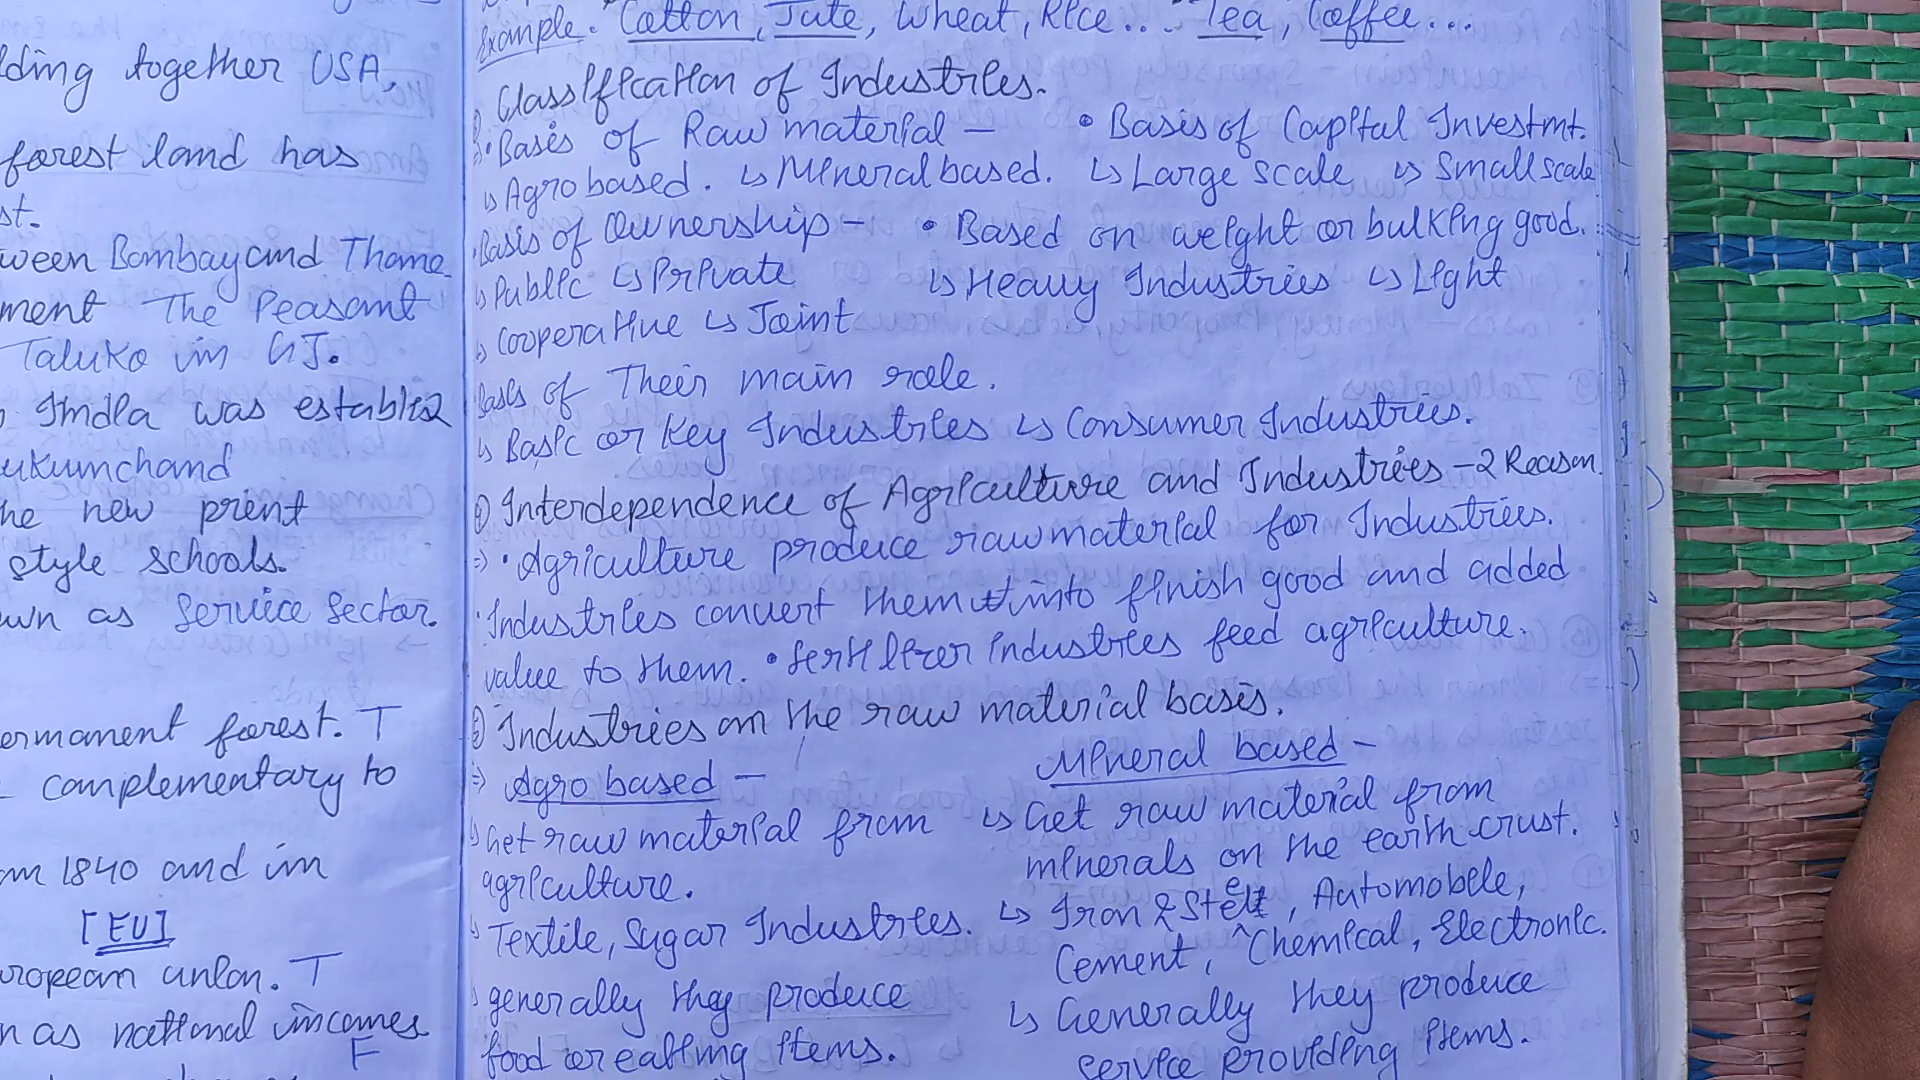 lding together USA.
forest land has
st.
ween Bombay and Thane
ment The Peasant
Taluko in GJ.
India was establis
ukumchand
he new print
style schools.
wn as Service Sector.
ermanent forest. T
complementary to
om 1840 and in
[EU]
uropean union. T
n as national incomes
F
Example. Cotton, Jute, Wheat, Rice... Tea, Coffee...
Classification of Industries.
• Basis of Raw material – • Basis of Capital Investmt.
↳ Agro based. ↳ Mineral based. ↳ Large scale ↳ Small scale
Basis of Ownership – • Based on weight or bulking good.
↳ Public ↳ Private ↳ Heavy Industries ↳ Light
↳ Cooperative ↳ Joint
Basis of Their main role.
↳ Basic or Key Industries ↳ Consumer Industries.
Interdependence of Agriculture and Industries – 2 Reason.
⇒ • Agriculture produce raw material for Industries.
• Industries convert them into finish good and added
value to them. • fertilizer industries feed agriculture.
Industries on the raw material basis.
⇒ Agro based – Mineral based –
↳ Get raw material from ↳ Get raw material from
agriculture. minerals on the earth crust.
↳ Textile, Sugar Industries. ↳ Iron & Steel, Automobele,
Cement, Chemical, Electronic.
↳ generally they produce ↳ Generally they produce
food or eating items. service providing items.